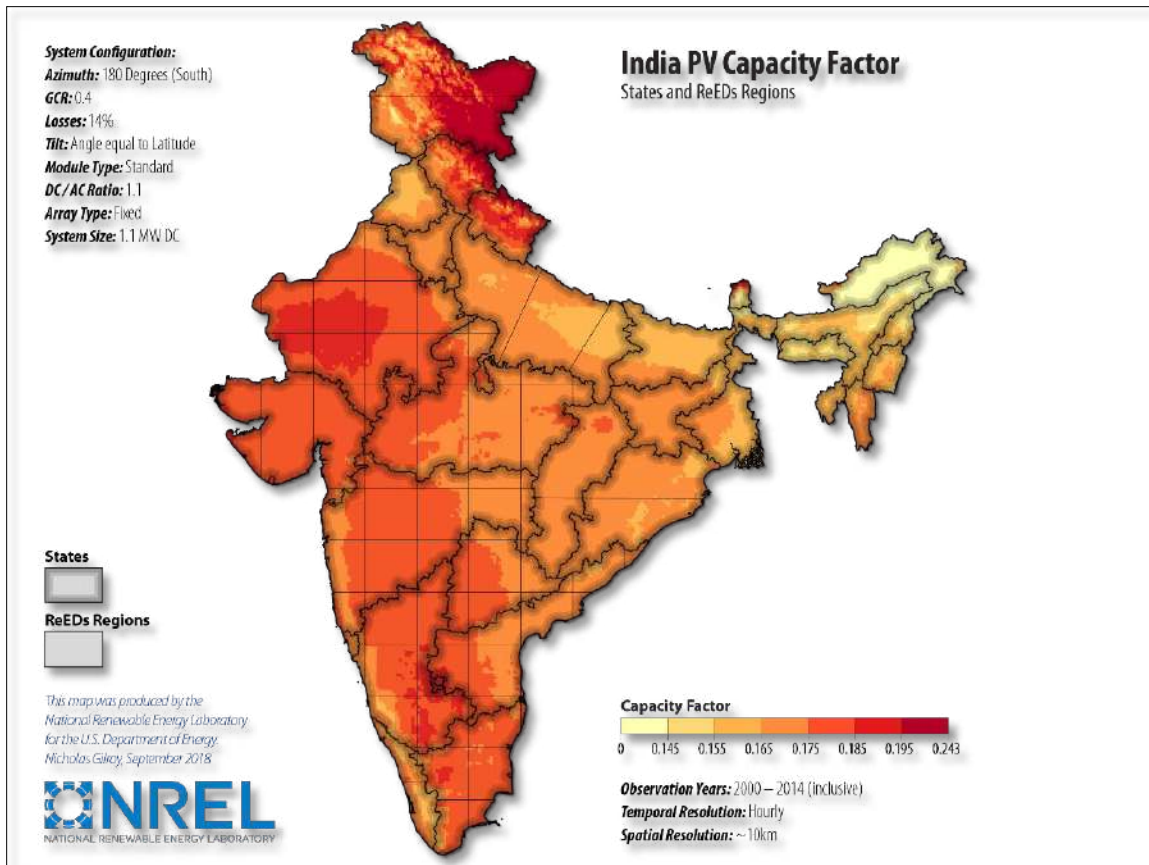 System Configuration:
Azimuth: 180 Degrees (South)
GCR: 0.4
Losses: 14%
Tilt: Angle equal to Latitude
Module Type: Standard
DC / AC Ratio: 1.1
Array Type: Fixed
System Size: 1.1 MW DC
India PV Capacity Factor
States and ReEDs Regions
States
ReEDs Regions
This map was produced by the
National Renewable Energy Laboratory
for the U.S. Department of Energy.
Nicholas Gilroy, September 2018
NREL
NATIONAL RENEWABLE ENERGY LABORATORY
Capacity Factor
0 0.145 0.155 0.165 0.175 0.185 0.195 0.243
Observation Years: 2000 – 2014 (inclusive)
Temporal Resolution: Hourly
Spatial Resolution: ~10km